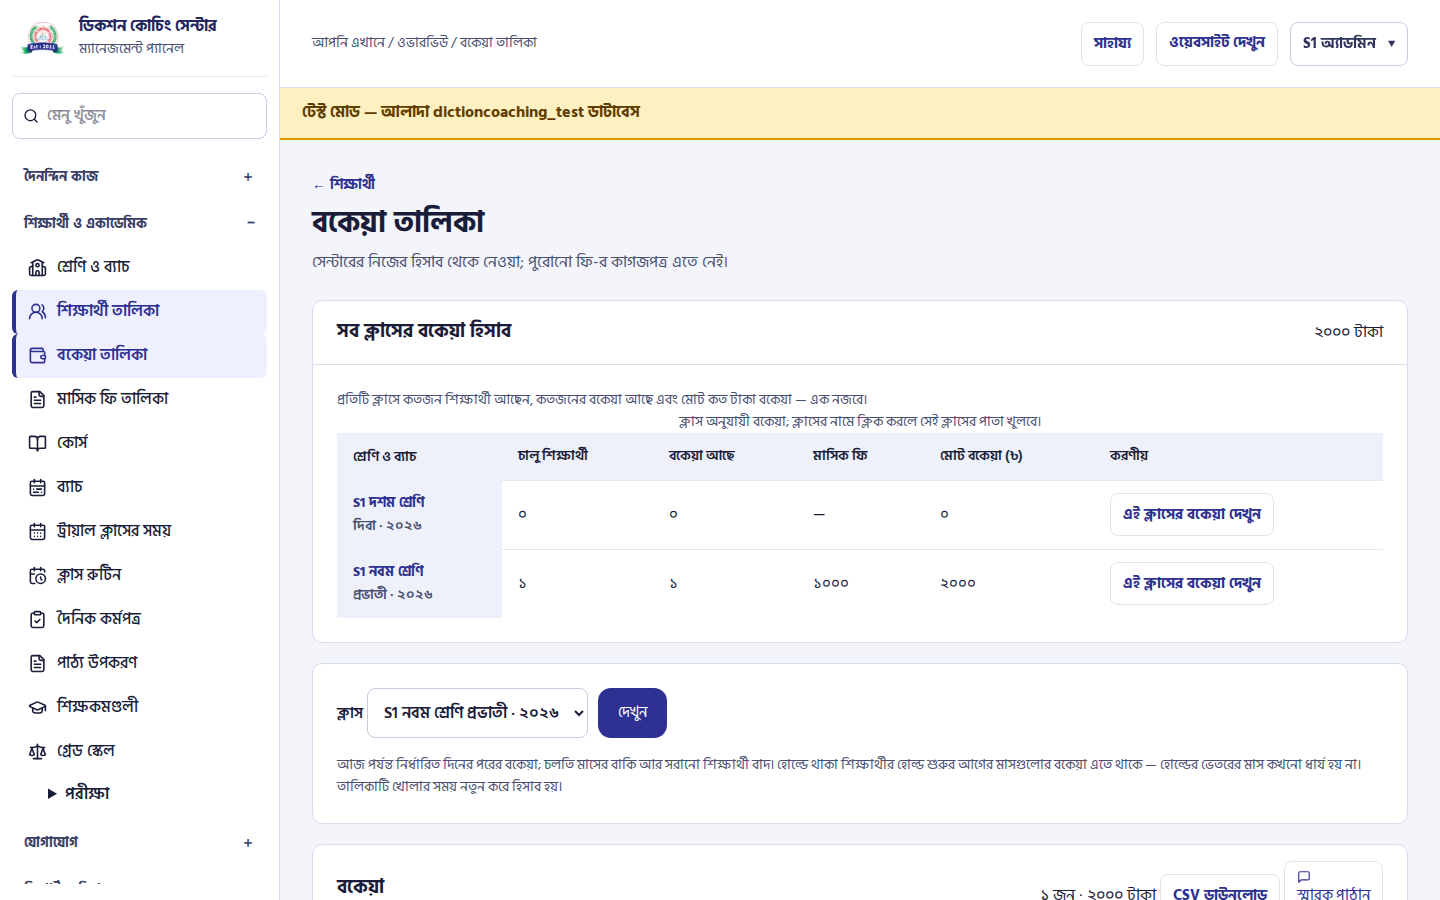 ডিকশন কোচিং সেন্টার
ম্যানেজমেন্ট প্যানেল
Est : 2011
মেনু খুঁজুন
দৈনন্দিন কাজ +
শিক্ষার্থী ও একাডেমিক −
শ্রেণি ও ব্যাচ
শিক্ষার্থী তালিকা
বকেয়া তালিকা
মাসিক ফি তালিকা
কোর্স
ব্যাচ
ট্রায়াল ক্লাসের সময়
ক্লাস রুটিন
দৈনিক কর্মপত্র
পাঠ্য উপকরণ
শিক্ষকমণ্ডলী
গ্রেড স্কেল
▶ পরীক্ষা
যোগাযোগ +
আপনি এখানে / ওভারভিউ / বকেয়া তালিকা
সাহায্য
ওয়েবসাইট দেখুন
S1 অ্যাডমিন ▼
টেস্ট মোড — আলাদা dictioncoaching_test ডাটাবেস
← শিক্ষার্থী
বকেয়া তালিকা
সেন্টারের নিজের হিসাব থেকে নেওয়া; পুরোনো ফি-র কাগজপত্র এতে নেই।
সব ক্লাসের বকেয়া হিসাব ২০০০ টাকা
প্রতিটি ক্লাসে কতজন শিক্ষার্থী আছেন, কতজনের বকেয়া আছে এবং মোট কত টাকা বকেয়া — এক নজরে।
ক্লাস অনুযায়ী বকেয়া; ক্লাসের নামে ক্লিক করলে সেই ক্লাসের পাতা খুলবে।
শ্রেণি ও ব্যাচ চালু শিক্ষার্থী বকেয়া আছে মাসিক ফি মোট বকেয়া (৳) করণীয়
S1 দশম শ্রেণি
দিবা · ২০২৬
০ ০ — ০ এই ক্লাসের বকেয়া দেখুন
S1 নবম শ্রেণি
প্রভাতী · ২০২৬
১ ১ ১০০০ ২০০০ এই ক্লাসের বকেয়া দেখুন
ক্লাস S1 নবম শ্রেণি প্রভাতী · ২০২৬ দেখুন
আজ পর্যন্ত নির্ধারিত দিনের পরের বকেয়া; চলতি মাসের বাকি আর সরানো শিক্ষার্থী বাদ। হোল্ডে থাকা শিক্ষার্থীর হোল্ড শুরুর আগের মাসগুলোর বকেয়া এতে থাকে — হোল্ডের ভেতরের মাস কখনো ধার্য হয় না।
তালিকাটি খোলার সময় নতুন করে হিসাব হয়।
বকেয়া
১ জন · ২০০০ টাকা CSV ডাউনলোড স্মারক পাঠান